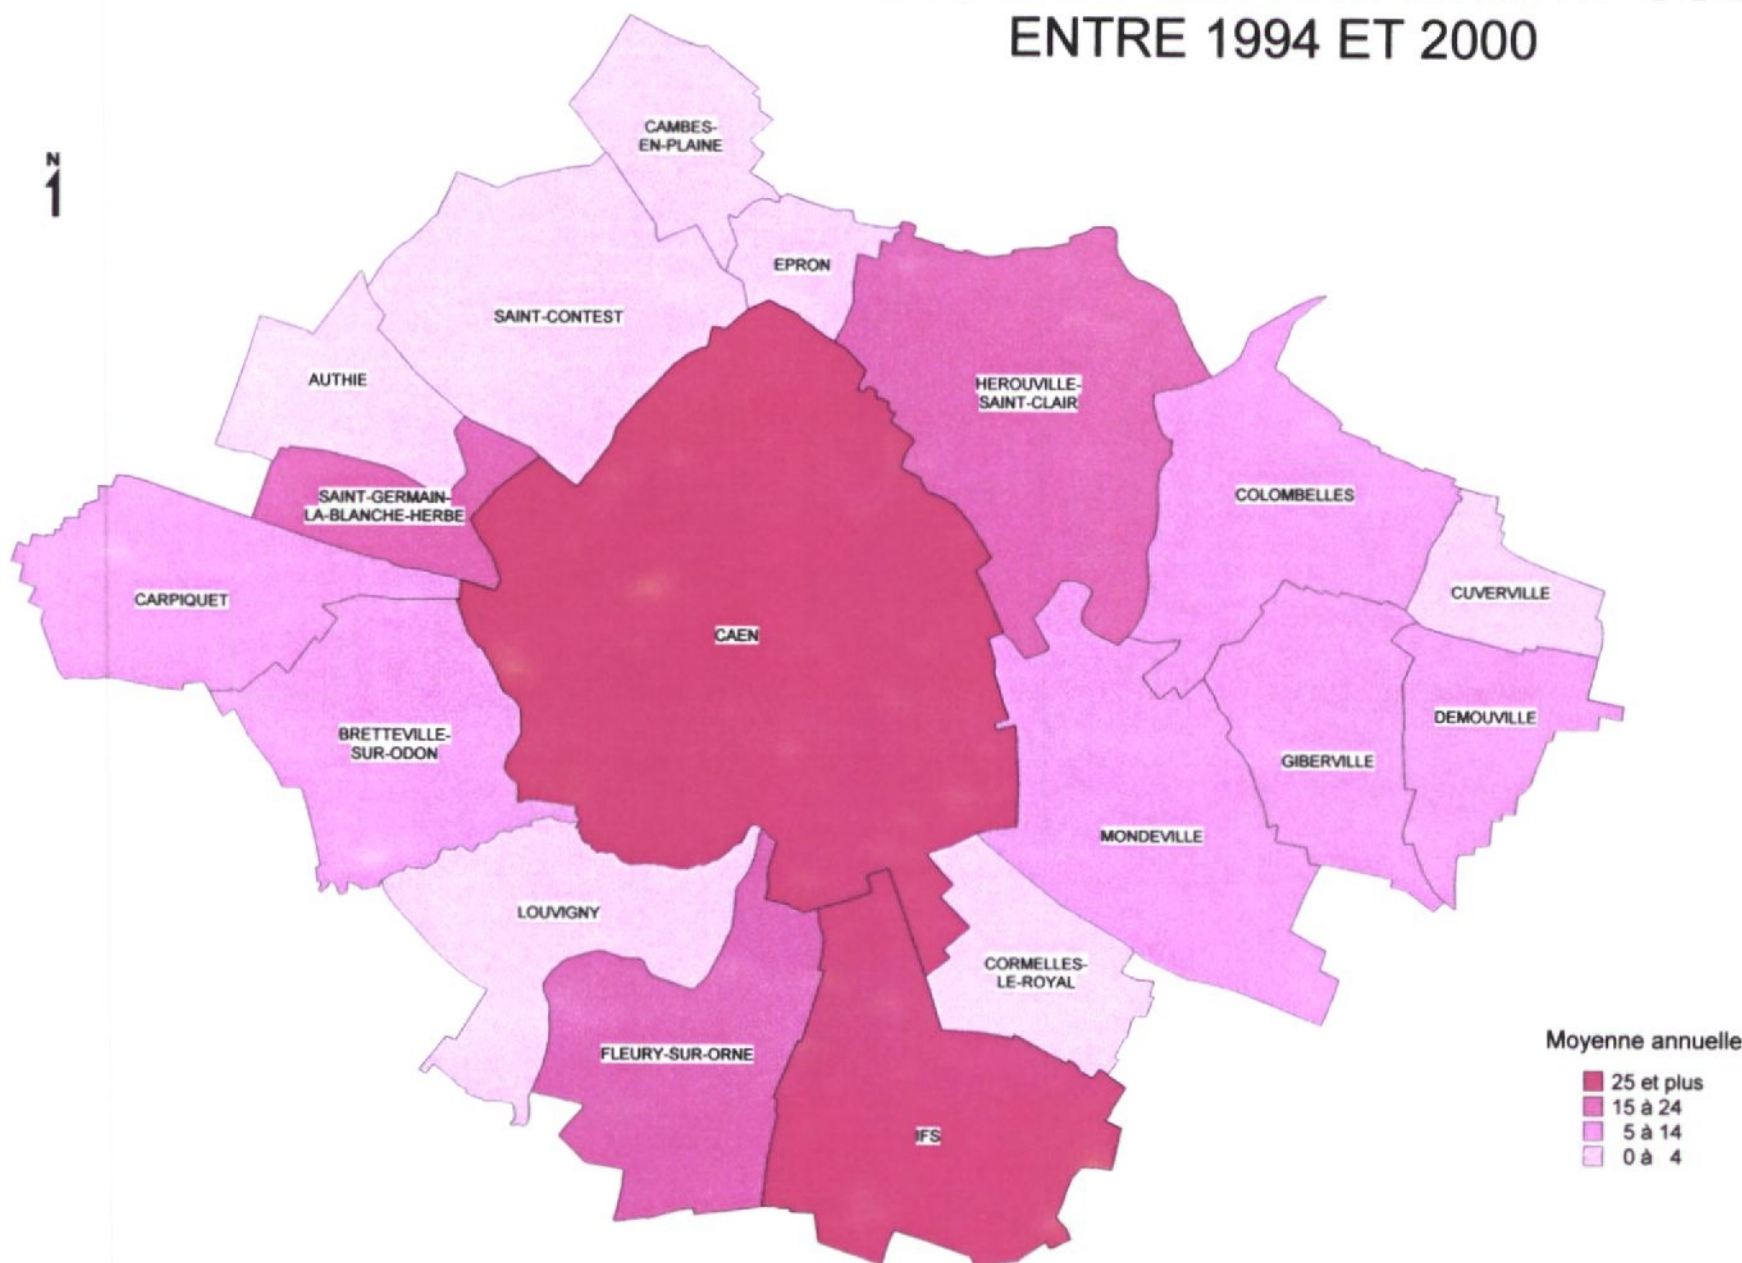 ENTRE 1994 ET 2000
N
CAMBES-
EN-PLAINE
EPRON
SAINT-CONTEST
AUTHIE
HEROUVILLE-
SAINT-CLAIR
SAINT-GERMAIN-
LA-BLANCHE-HERBE
COLOMBELLES
CARPIQUET
CUVERVILLE
CAEN
BRETTEVILLE-
SUR-ODON
DEMOUVILLE
GIBERVILLE
MONDEVILLE
LOUVIGNY
CORMELLES-
LE-ROYAL
FLEURY-SUR-ORNE
IFS
Moyenne annuelle
25 et plus
15 à 24
5 à 14
0 à 4